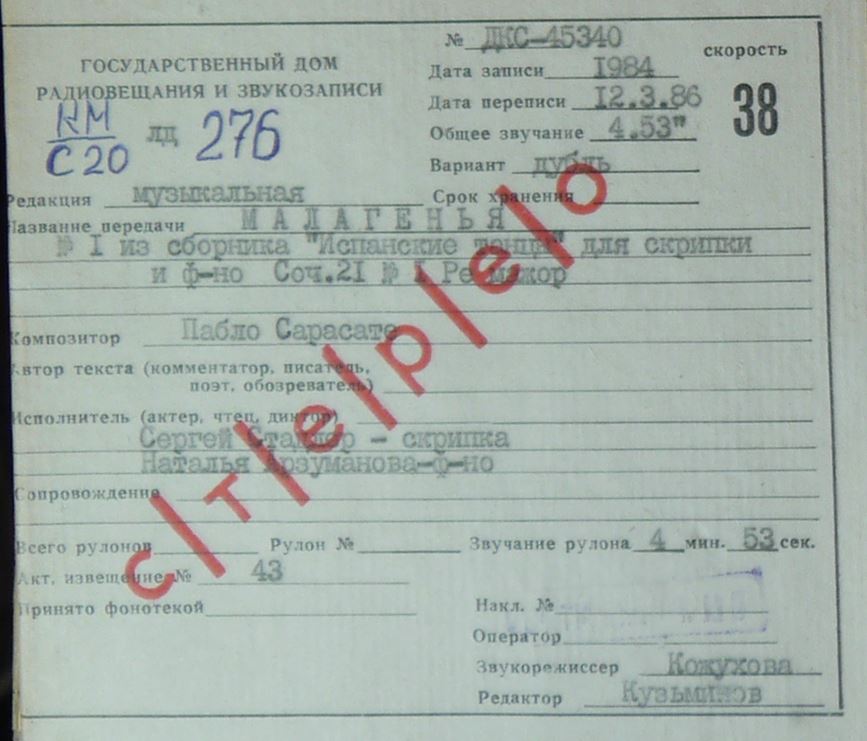 № ДКС-45340
скорость
38
ГОСУДАРСТВЕННЫЙ ДОМ
РАДИОВЕЩАНИЯ И ЗВУКОЗАПИСИ
Дата записи 1984
Дата переписи 12.3.86
Общее звучание 4.53"
Вариант дубль
Срок хранения
КМ
С20
лд 276
Редакция музыкальная
Название передачи МАЛАГЕНЬЯ
№ I из сборника "Испанские танцы" для скрипки
и ф-но Соч.21 № I Ре мажор
Композитор Пабло Сарасате
Автор текста (комментатор, писатель,
поэт, обозреватель)
Исполнитель (актер, чтец, диктор)
Сергей Стадлер - скрипка
Наталья Арзуманова-ф-но
Сопровождение
Всего рулонов Рулон № Звучание рулона 4 мин. 53 сек.
Акт. извещение № 43
Принято фонотекой
Накл. №
Оператор
Звукорежиссер Кожухова
Редактор Кузьминов
с/т/е/р/е/о